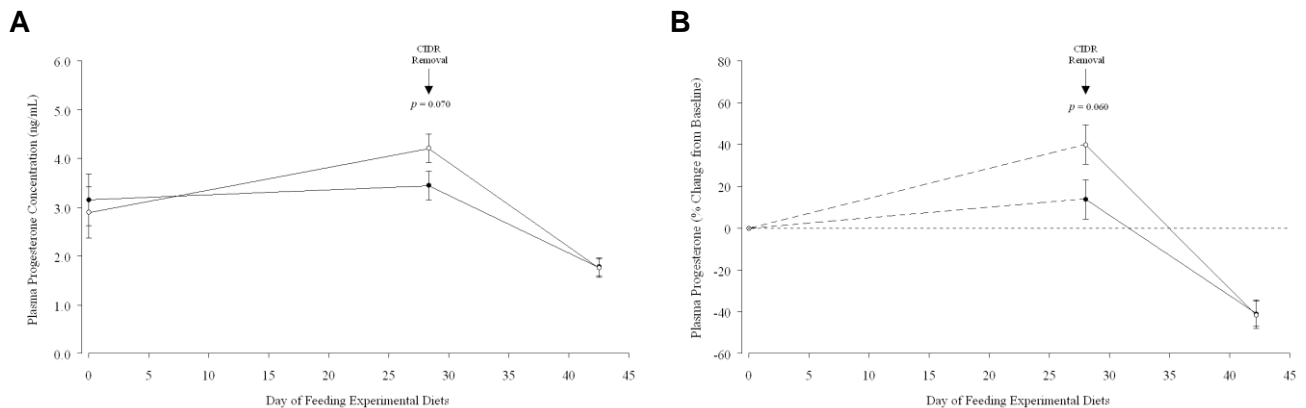 A
CIDR
Removal
p = 0.070
Plasma Progesterone Concentration (ng/mL)
6.0
5.0
4.0
3.0
2.0
1.0
0.0
0 5 10 15 20 25 30 35 40 45
Day of Feeding Experimental Diets
B
CIDR
Removal
p = 0.060
Plasma Progesterone (% Change from Baseline)
80
60
40
20
0
-20
-40
-60
0 5 10 15 20 25 30 35 40 45
Day of Feeding Experimental Diets